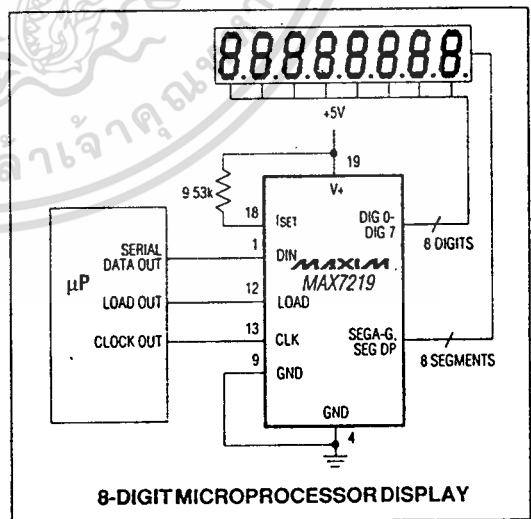 8.8.8.8.8.8.8.8.
+5V
19
9 53k
V+
18
ISET
DIG 0-
DIG 7
8 DIGITS
SERIAL
DATA OUT
1
DIN
MAXIM
MAX7219
µP
LOAD OUT
12
LOAD
CLOCK OUT
13
CLK
SEGA-G,
SEG DP
8 SEGMENTS
9
GND
GND
4
8-DIGIT MICROPROCESSOR DISPLAY